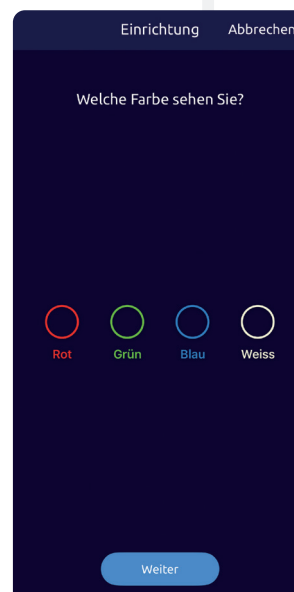 Einrichtung Abbrechen
Welche Farbe sehen Sie?
Rot Grün Blau Weiss
Weiter